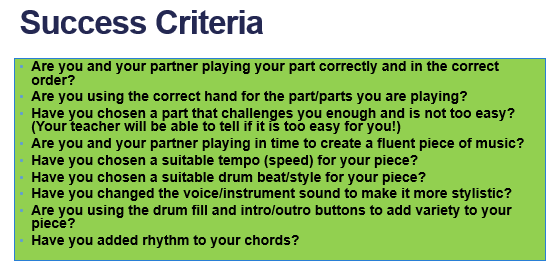 Success Criteria
• Are you and your partner playing your part correctly and in the correct
order?
• Are you using the correct hand for the part/parts you are playing?
• Have you chosen a part that challenges you enough and is not too easy?
(Your teacher will be able to tell if it is too easy for you!)
• Are you and your partner playing in time to create a fluent piece of music?
• Have you chosen a suitable tempo (speed) for your piece?
• Have you chosen a suitable drum beat/style for your piece?
• Have you changed the voice/instrument sound to make it more stylistic?
• Are you using the drum fill and intro/outro buttons to add variety to your
piece?
• Have you added rhythm to your chords?